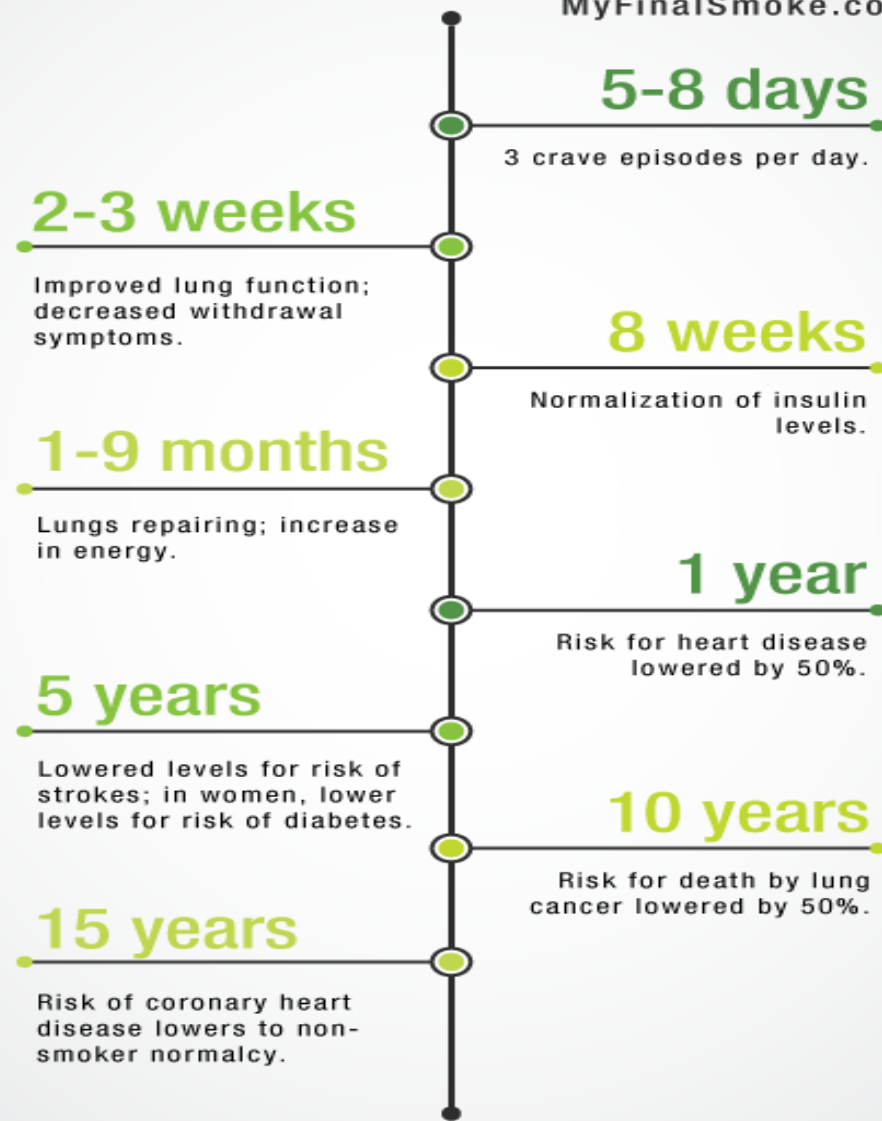 MyFinalSmoke.co
5-8 days
3 crave episodes per day.
2-3 weeks
Improved lung function;
decreased withdrawal
symptoms.
8 weeks
Normalization of insulin
levels.
1-9 months
Lungs repairing; increase
in energy.
1 year
Risk for heart disease
lowered by 50%.
5 years
Lowered levels for risk of
strokes; in women, lower
levels for risk of diabetes.
10 years
Risk for death by lung
cancer lowered by 50%.
15 years
Risk of coronary heart
disease lowers to non-
smoker normalcy.